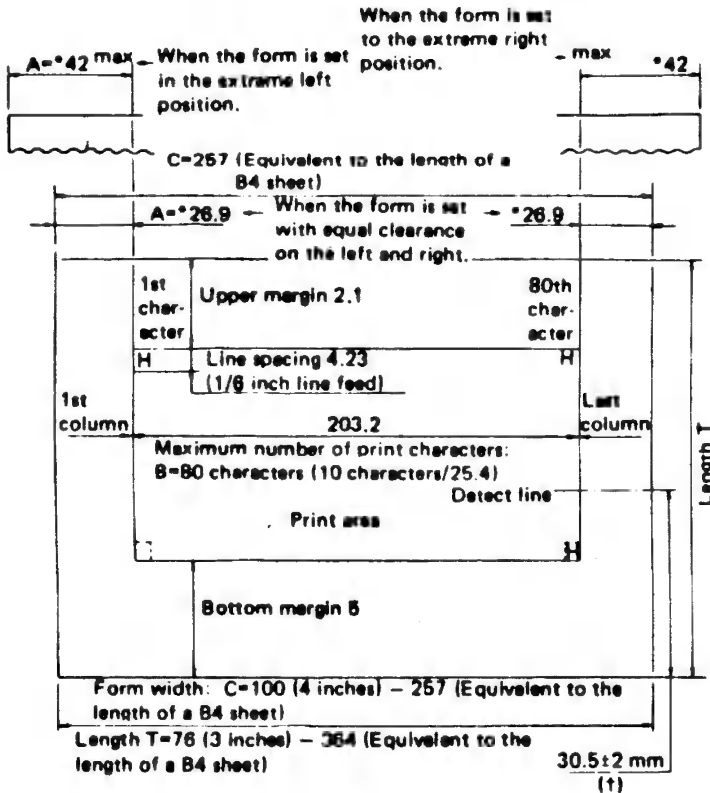 When the form is set
to the extreme right
position.
A=*42 max
When the form is set
in the extreme left
position.
max *42
C=257 (Equivalent to the length of a
B4 sheet)
A=*26.9
When the form is set
with equal clearance
on the left and right.
*26.9
1st
char-
acter
Upper margin 2.1
80th
char-
acter
H
Line spacing 4.23
(1/6 inch line feed)
H
1st
column
203.2
Last
column
Maximum number of print characters:
B=80 characters (10 characters/25.4)
Detect line
Print area
H
Length T
Bottom margin 5
Form width: C=100 (4 inches) – 257 (Equivalent to the
length of a B4 sheet)
Length T=76 (3 inches) – 364 (Equivalent to the
length of a B4 sheet)
30.5±2 mm
(†)